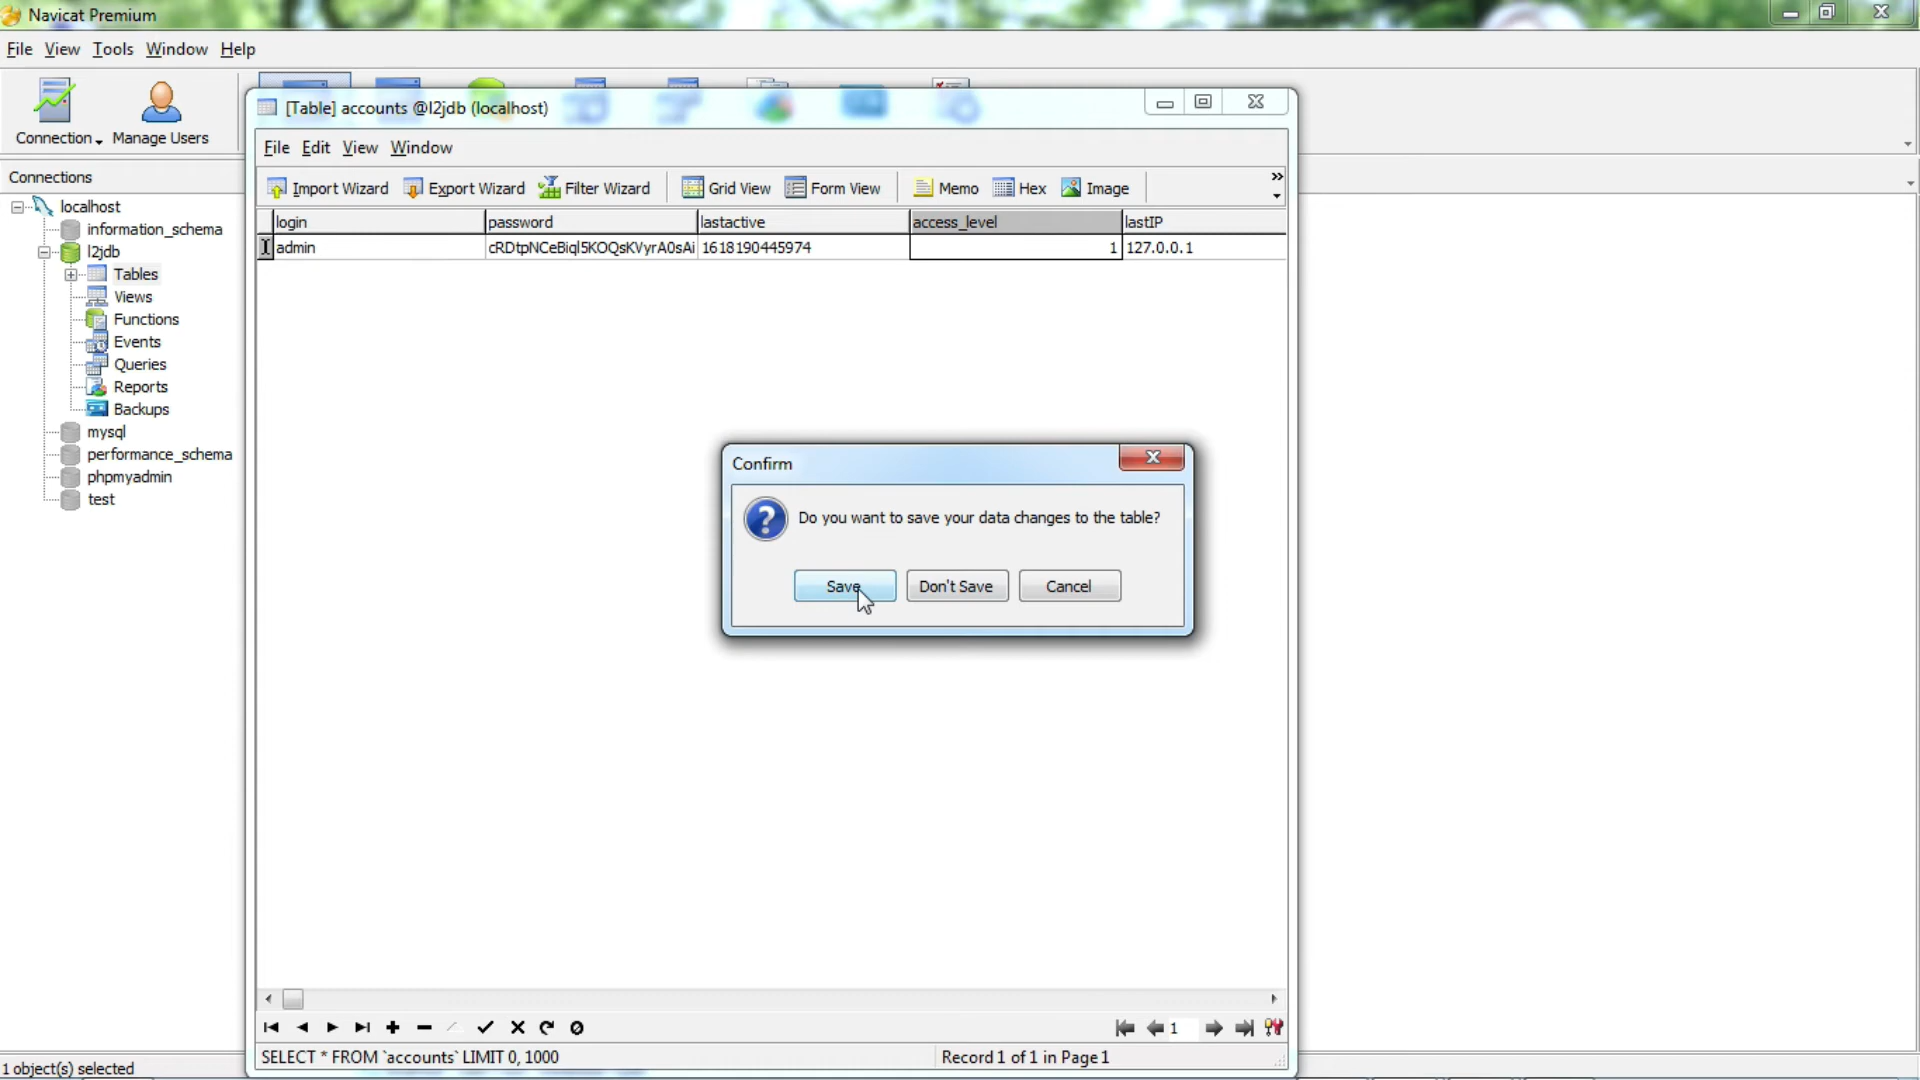 Navicat Premium
File View Tools Window Help
Connection
Manage Users
[Table] accounts @l2jdb (localhost)
File Edit View Window
Import Wizard Export Wizard Filter Wizard Grid View Form View Memo Hex Image
Connections
localhost
information_schema
l2jdb
Tables
Views
Functions
Events
Queries
Reports
Backups
mysql
performance_schema
phpmyadmin
test
login password lastactive access_level lastIP
admin cRDtpNCeBiql5KOQsKVyrA0sAi 1618190445974 1 127.0.0.1
Confirm
Do you want to save your data changes to the table?
Save Don't Save Cancel
1
SELECT * FROM `accounts` LIMIT 0, 1000
Record 1 of 1 in Page 1
1 object(s) selected